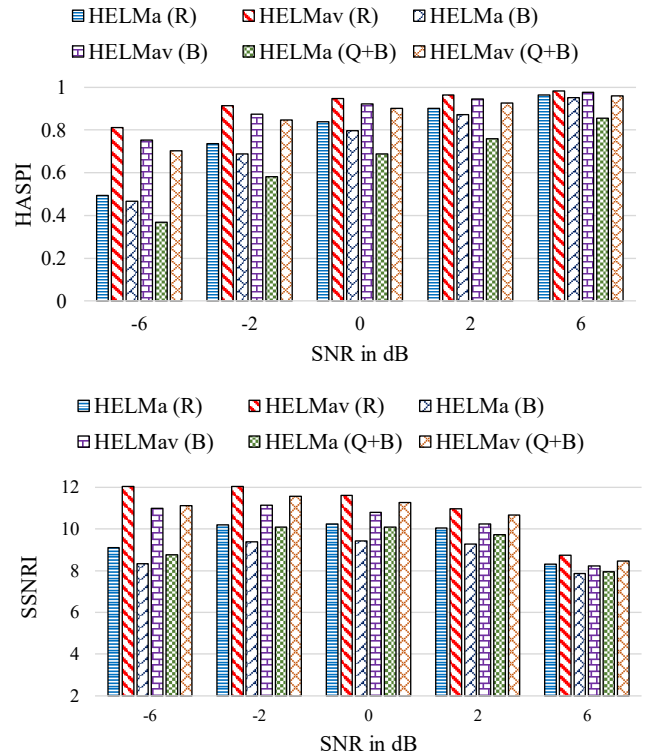 HELMa (R) HELMav (R) HELMa (B)
HELMav (B) HELMa (Q+B) HELMav (Q+B)
1
0.8
0.6
0.4
0.2
0
HASPI
-6 -2 0 2 6
SNR in dB
HELMa (R) HELMav (R) HELMa (B)
HELMav (B) HELMa (Q+B) HELMav (Q+B)
12
10
8
6
4
2
SSNRI
-6 -2 0 2 6
SNR in dB